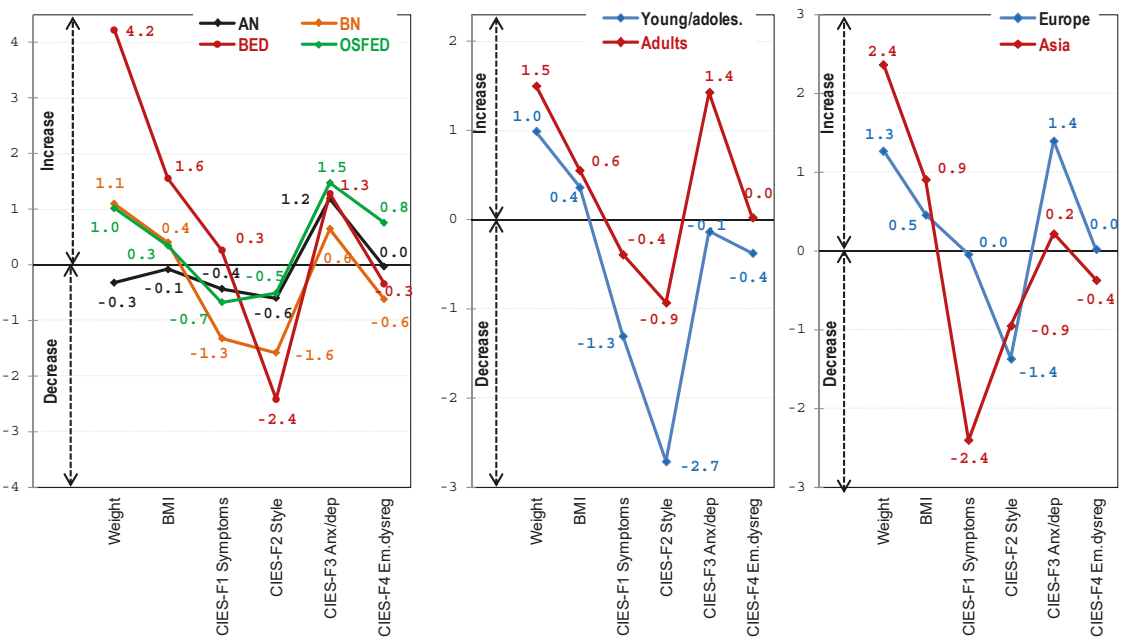 AN
BN
BED
OSFED
4
3
2
1
0
-1
-2
-3
-4
Increase
Decrease
4.2
1.6
1.1
1.0
0.4
0.3
0.3
-0.3
-0.1
-0.4
-0.7
-1.3
-0.5
-0.6
-1.6
-2.4
1.5
1.3
1.2
0.6
0.8
0.0
-0.3
-0.6
Weight
BMI
CIES-F1 Symptoms
CIES-F2 Style
CIES-F3 Anx/dep
CIES-F4 Em.dysreg
Young/adoles.
Adults
2
1
0
-1
-2
-3
Increase
Decrease
1.5
1.0
0.6
0.4
-0.4
-1.3
-0.9
-2.7
1.4
-0.1
0.0
-0.4
Weight
BMI
CIES-F1 Symptoms
CIES-F2 Style
CIES-F3 Anx/dep
CIES-F4 Em.dysreg
Europe
Asia
3
2
1
0
-1
-2
-3
Increase
Decrease
2.4
1.3
0.9
0.5
0.0
-2.4
-0.9
-1.4
1.4
0.2
0.0
-0.4
Weight
BMI
CIES-F1 Symptoms
CIES-F2 Style
CIES-F3 Anx/dep
CIES-F4 Em.dysreg